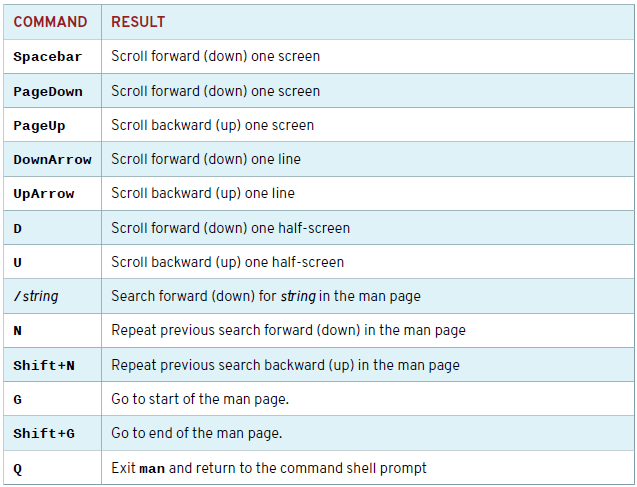 COMMAND RESULT
Spacebar Scroll forward (down) one screen
PageDown Scroll forward (down) one screen
PageUp Scroll backward (up) one screen
DownArrow Scroll forward (down) one line
UpArrow Scroll backward (up) one line
D Scroll forward (down) one half-screen
U Scroll backward (up) one half-screen
/string Search forward (down) for string in the man page
N Repeat previous search forward (down) in the man page
Shift+N Repeat previous search backward (up) in the man page
G Go to start of the man page.
Shift+G Go to end of the man page.
Q Exit man and return to the command shell prompt